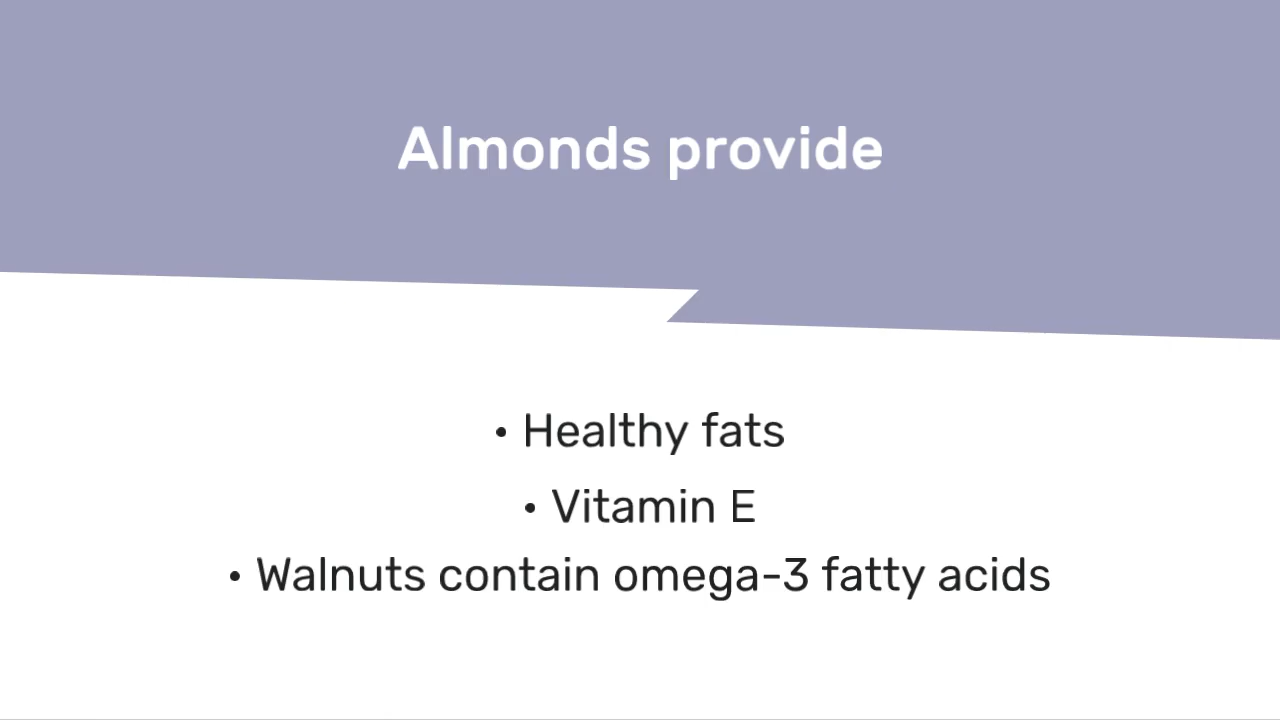 Almonds provide
• Healthy fats
• Vitamin E
• Walnuts contain omega-3 fatty acids